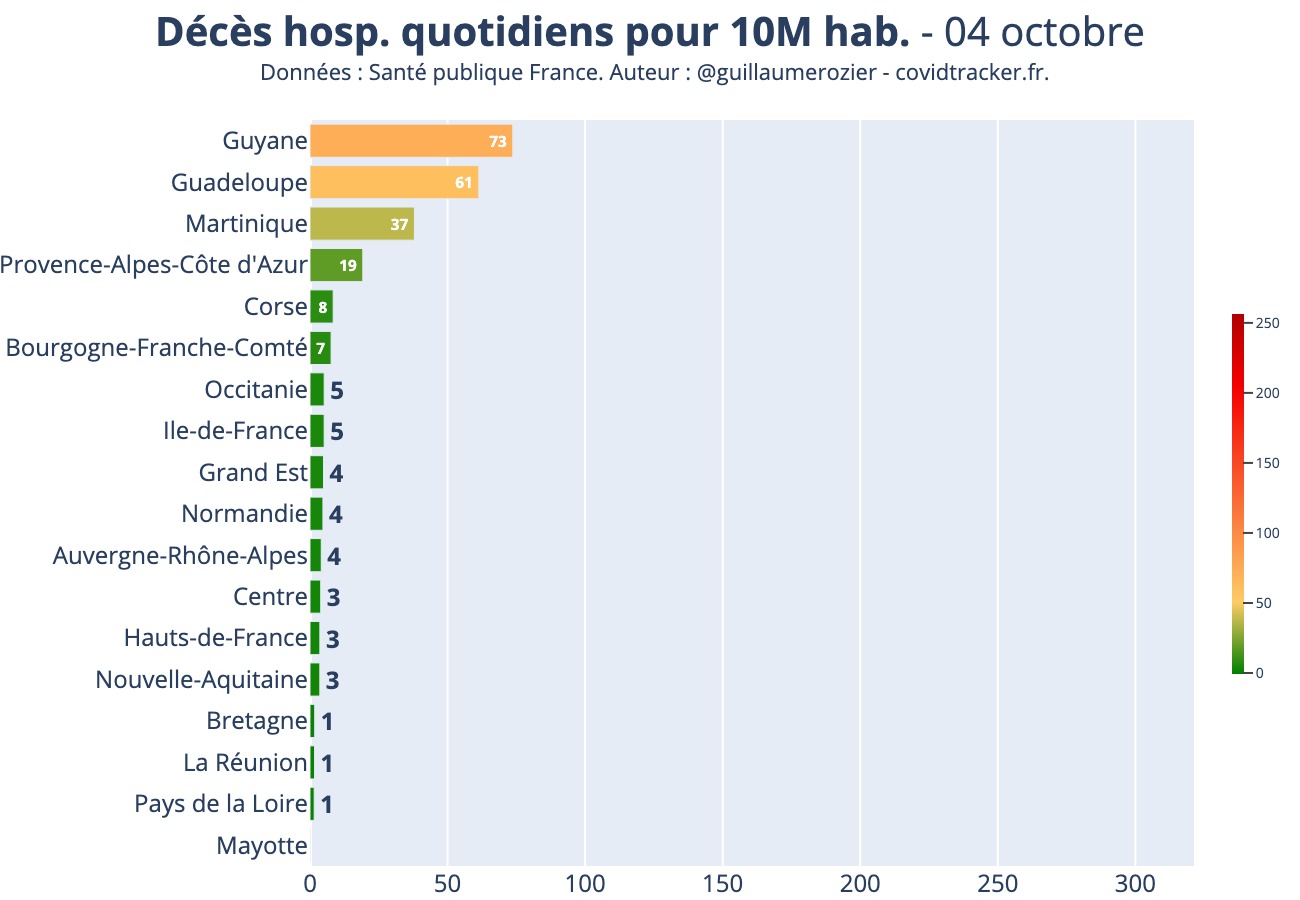 Décès hosp. quotidiens pour 10M hab. - 04 octobre
Données : Santé publique France. Auteur : @guillaumerozier - covidtracker.fr.
Guyane 73
Guadeloupe 61
Martinique 37
Provence-Alpes-Côte d'Azur 19
Corse 8
Bourgogne-Franche-Comté 7
Occitanie 5
Ile-de-France 5
Grand Est 4
Normandie 4
Auvergne-Rhône-Alpes 4
Centre 3
Hauts-de-France 3
Nouvelle-Aquitaine 3
Bretagne 1
La Réunion 1
Pays de la Loire 1
Mayotte
0 50 100 150 200 250 300
250
200
150
100
50
0